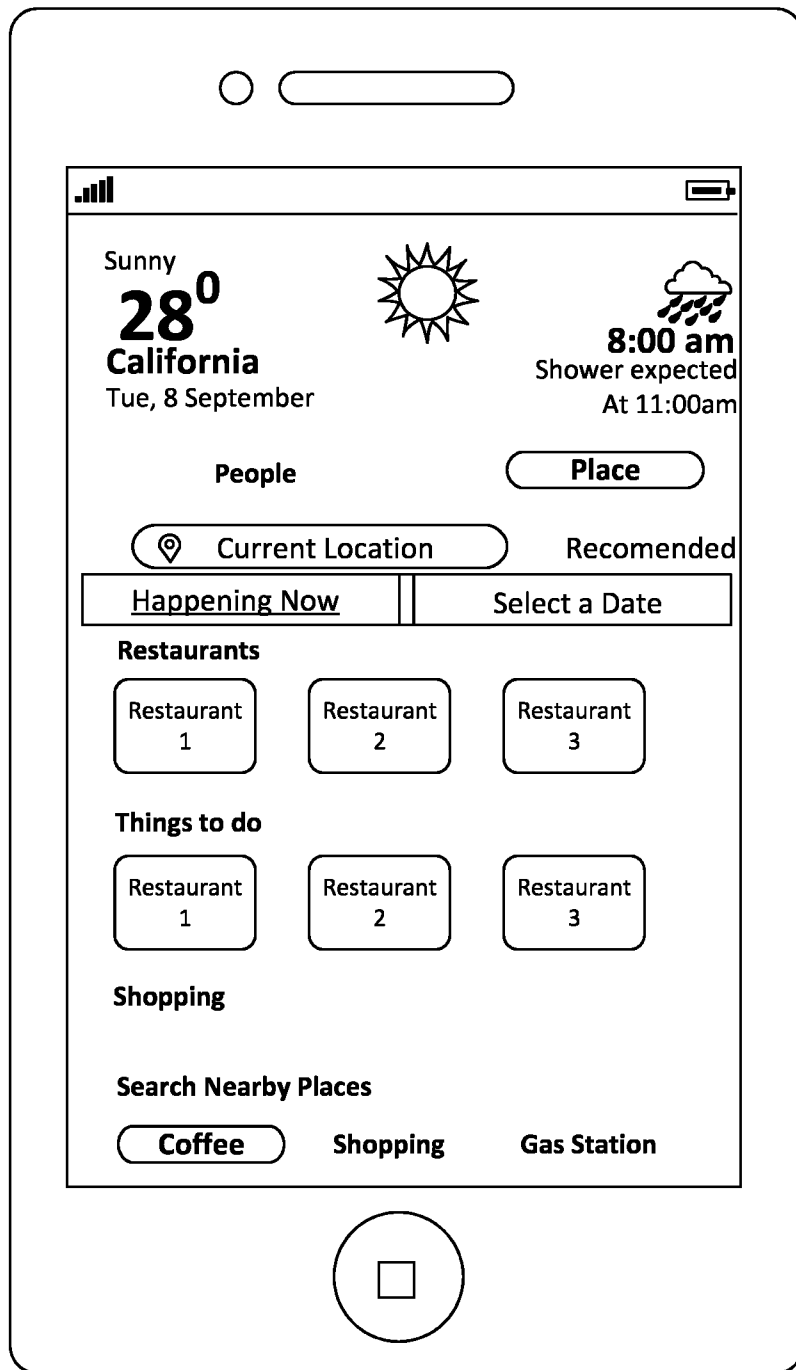 Sunny
28⁰
California
Tue, 8 September
8:00 am
Shower expected
At 11:00am
People Place
Current Location Recomended
Happening Now Select a Date
Restaurants
Restaurant Restaurant Restaurant
1 2 3
Things to do
Restaurant Restaurant Restaurant
1 2 3
Shopping
Search Nearby Places
Coffee Shopping Gas Station